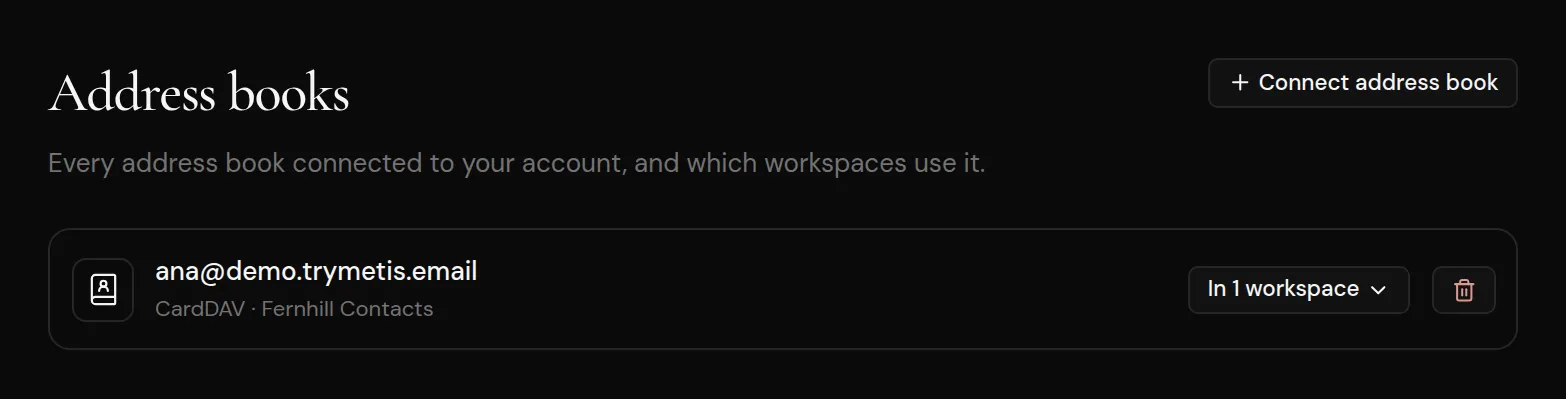 Address books
+ Connect address book
Every address book connected to your account, and which workspaces use it.
ana@demo.trymetis.email
CardDAV · Fernhill Contacts
In 1 workspace